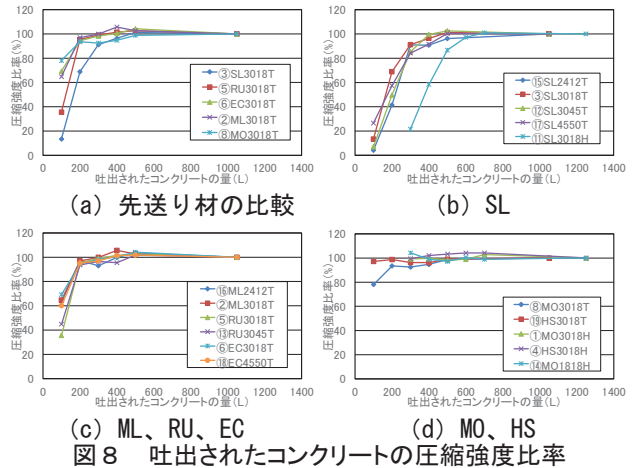 圧縮強度比率(%)
120
100
80
60
40
20
0
0 200 400 600 800 1000 1200 1400
吐出されたコンクリートの量(L)
③SL3018T
⑤RU3018T
⑥EC3018T
②ML3018T
⑧MO3018T
(a) 先送り材の比較
圧縮強度比率(%)
120
100
80
60
40
20
0
0 200 400 600 800 1000 1200 1400
吐出されたコンクリートの量(L)
⑮SL2412T
③SL3018T
⑫SL3045T
⑰SL4550T
⑪SL3018H
(b) SL
圧縮強度比率(%)
120
100
80
60
40
20
0
0 200 400 600 800 1000 1200 1400
吐出されたコンクリートの量(L)
⑯ML2412T
②ML3018T
⑤RU3018T
⑬RU3045T
⑥EC3018T
⑱EC4550T
(c) ML、RU、EC
圧縮強度比率(%)
120
100
80
60
40
20
0
0 200 400 600 800 1000 1200 1400
吐出されたコンクリートの量(L)
⑧MO3018T
⑲HS3018T
①MO3018H
④HS3018H
⑭MO1818H
(d) MO、HS
図8 吐出されたコンクリートの圧縮強度比率